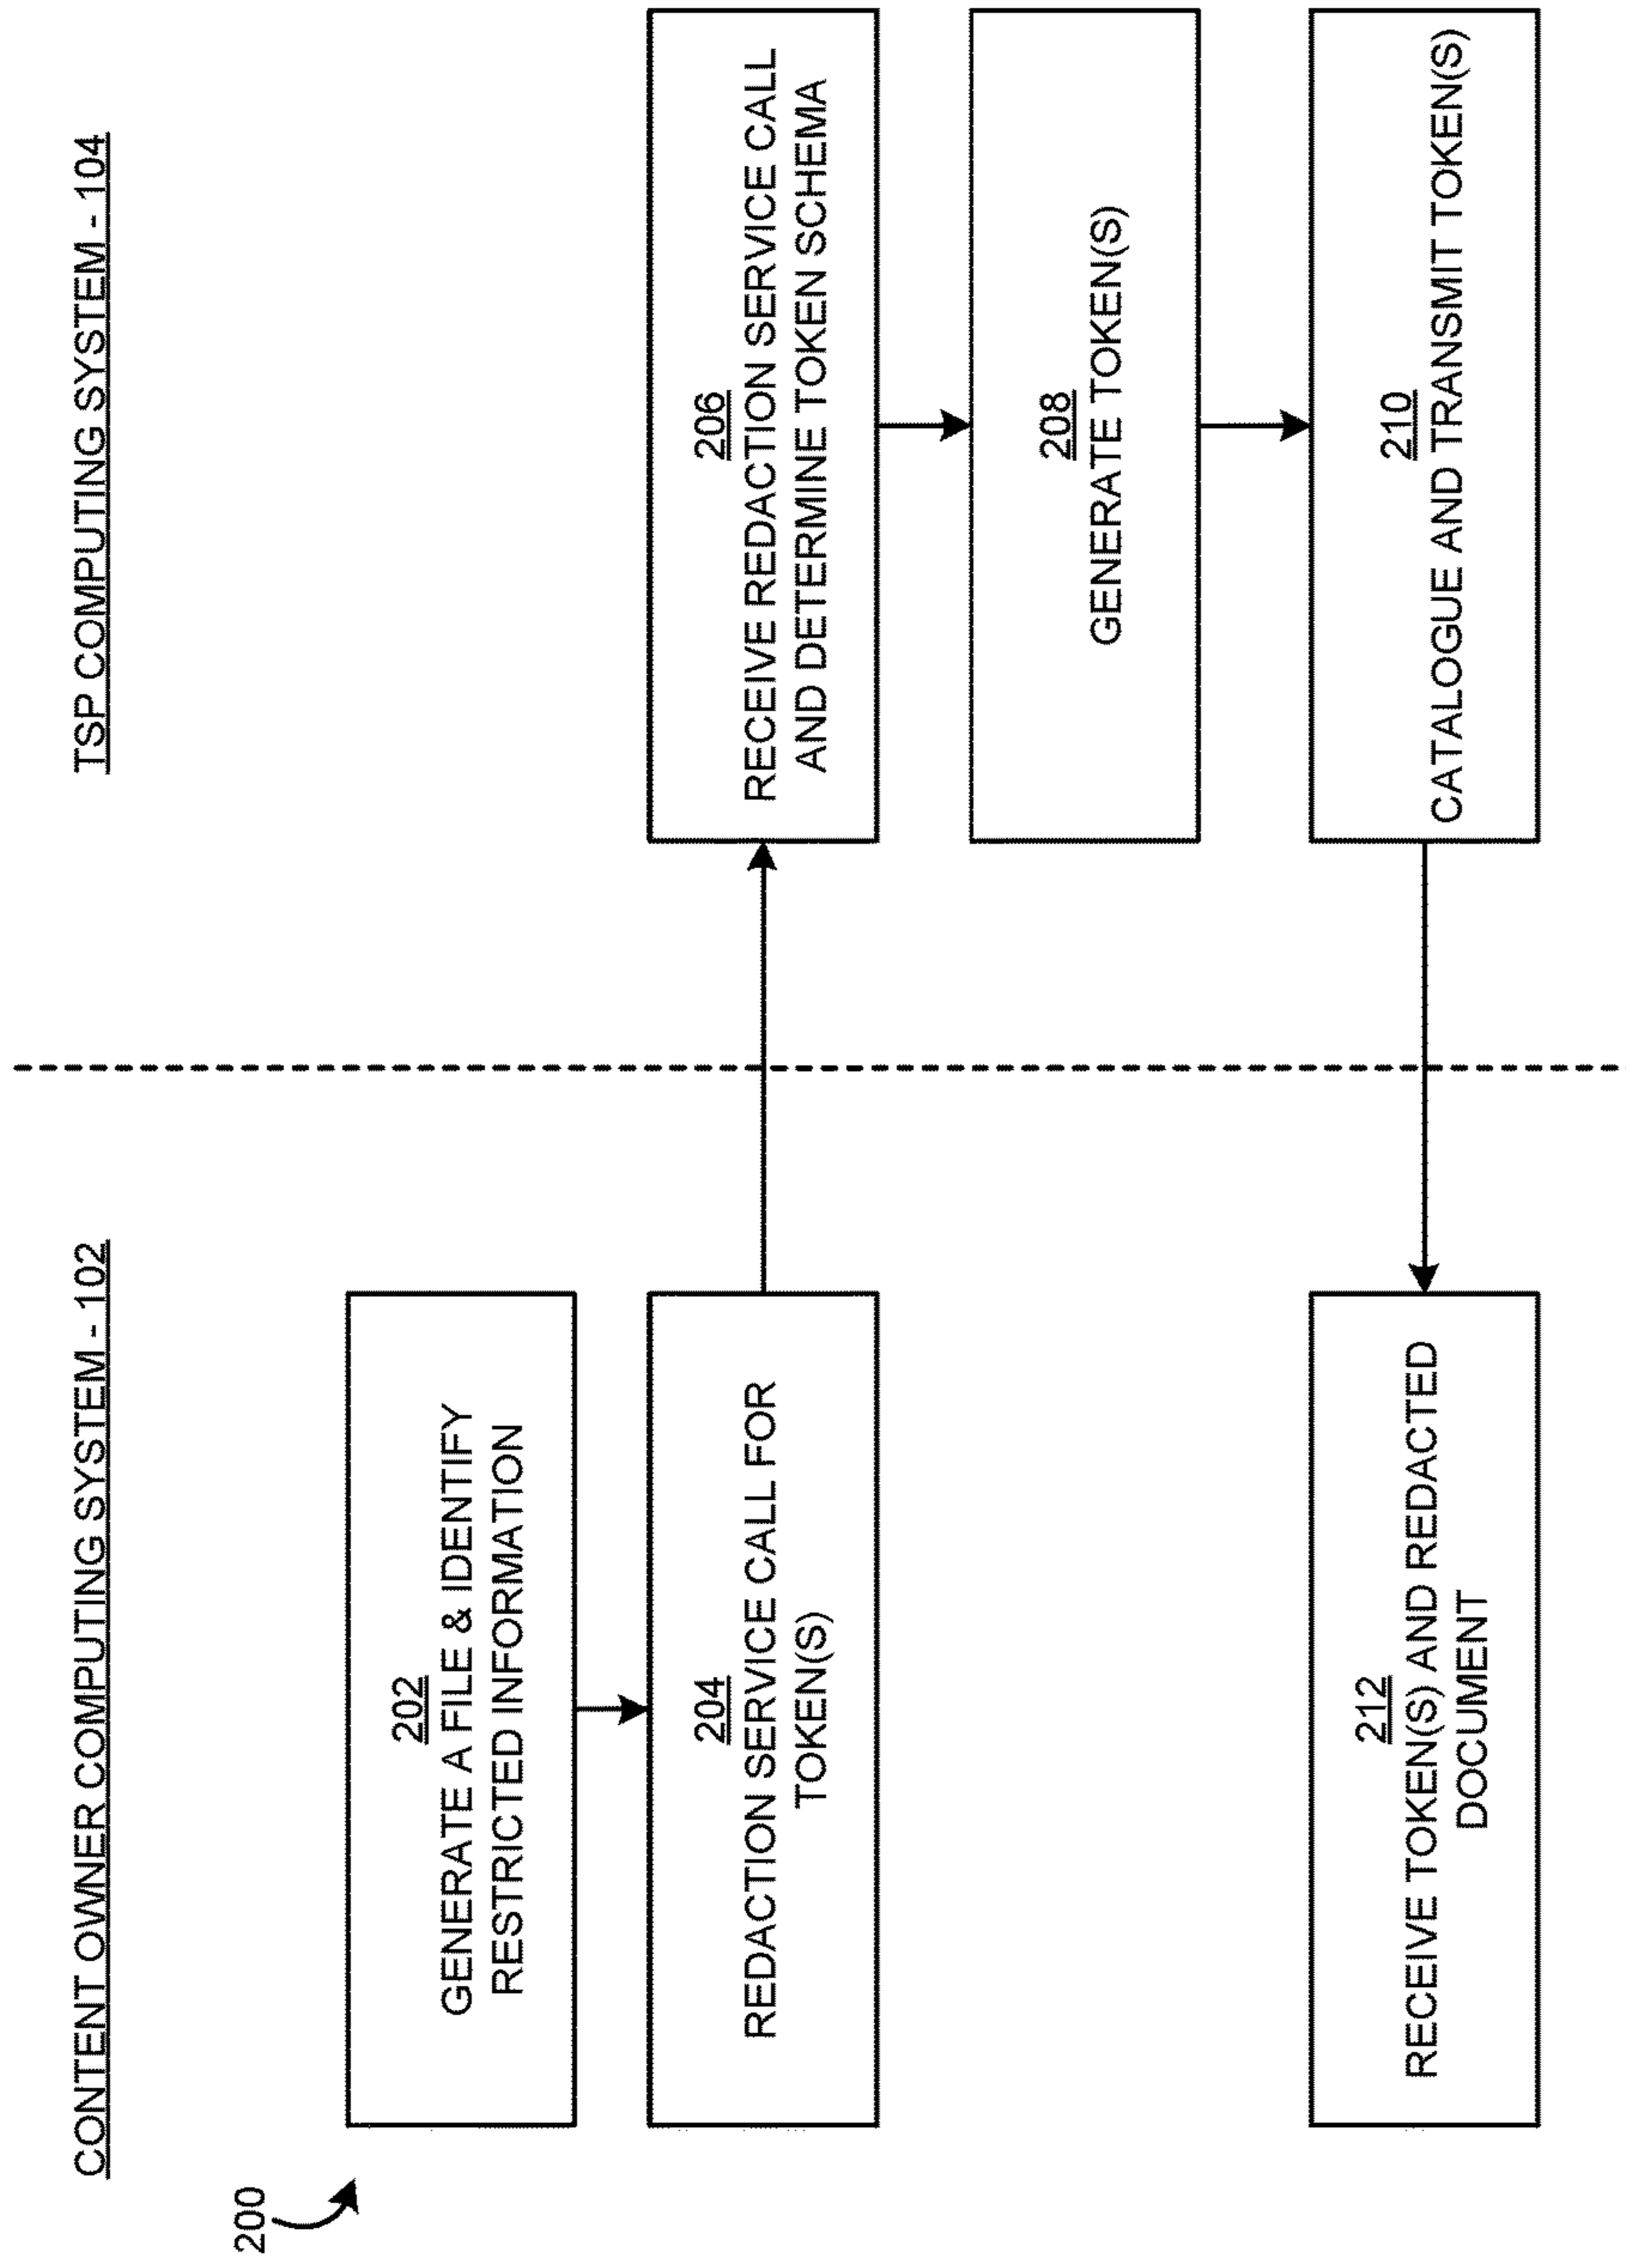 CONTENT OWNER COMPUTING SYSTEM - 102
TSP COMPUTING SYSTEM - 104
200
202
GENERATE A FILE & IDENTIFY
RESTRICTED INFORMATION
204
REDACTION SERVICE CALL FOR
TOKEN(S)
206
RECEIVE REDACTION SERVICE CALL
AND DETERMINE TOKEN SCHEMA
208
GENERATE TOKEN(S)
210
CATALOGUE AND TRANSMIT TOKEN(S)
212
RECEIVE TOKEN(S) AND REDACTED
DOCUMENT